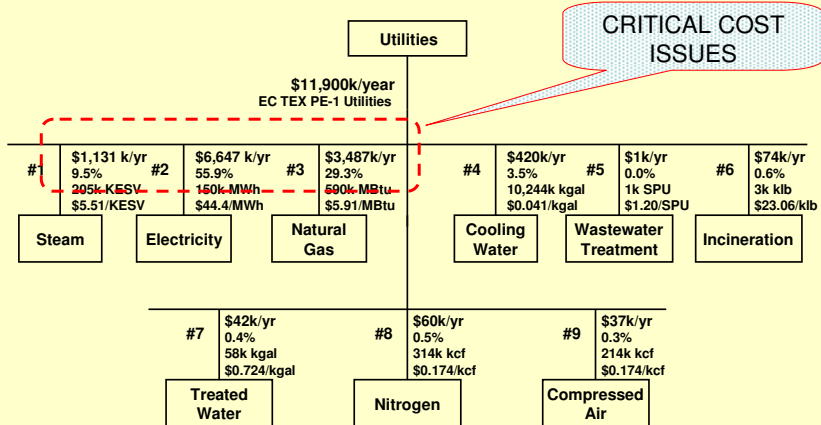 CRITICAL COST
ISSUES
Utilities
$11,900k/year
EC TEX PE-1 Utilities
#1
$1,131 k/yr
9.5%
205k KESV
$5.51/KESV
Steam
#2
$6,647 k/yr
55.9%
150k MWh
$44.4/MWh
Electricity
#3
$3,487k/yr
29.3%
590k MBtu
$5.91/MBtu
Natural
Gas
#4
$420k/yr
3.5%
10,244k kgal
$0.041/kgal
Cooling
Water
#5
$1k/yr
0.0%
1k SPU
$1.20/SPU
Wastewater
Treatment
#6
$74k/yr
0.6%
3k klb
$23.06/klb
Incineration
#7
$42k/yr
0.4%
58k kgal
$0.724/kgal
Treated
Water
#8
$60k/yr
0.5%
314k kcf
$0.174/kcf
Nitrogen
#9
$37k/yr
0.3%
214k kcf
$0.174/kcf
Compressed
Air